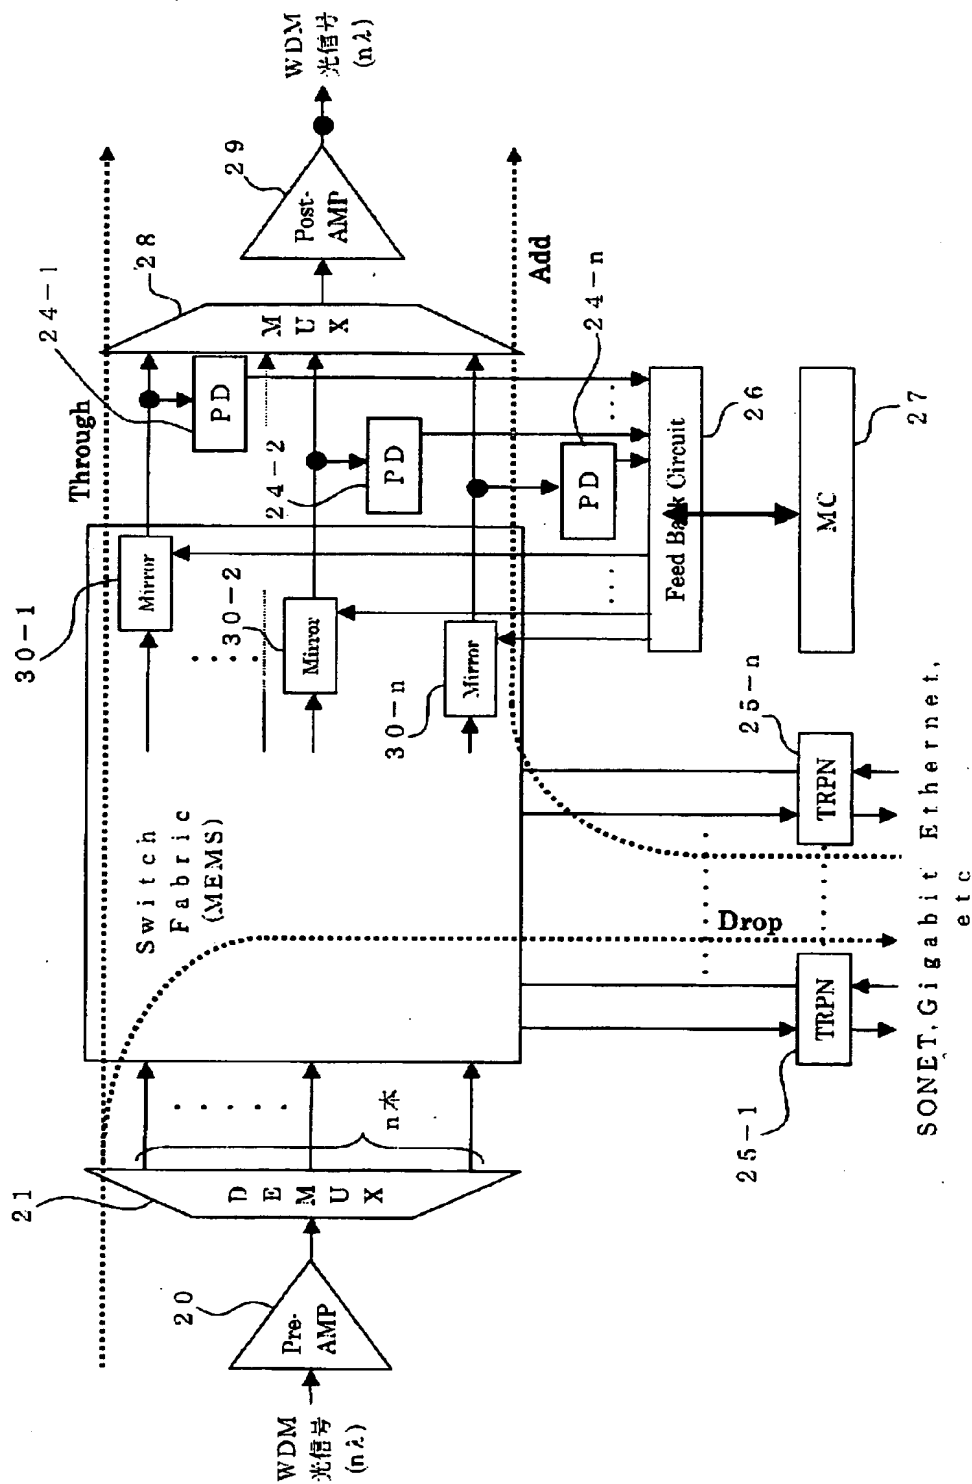 WDM
光信号
(nλ)
Pre-
AMP
20
DEMUX
21
n本
Switch
Fabric
(MEMS)
30-1
Mirror
30-2
Mirror
30-n
Mirror
Through
24-1
PD
24-2
PD
24-n
PD
MUX
28
Post-
AMP
29
WDM
光信号
(nλ)
Add
Drop
Feed Back Circuit
26
MC
27
25-1
TRPN
25-n
TRPN
SONET,Gigabit Ethernet,
etc